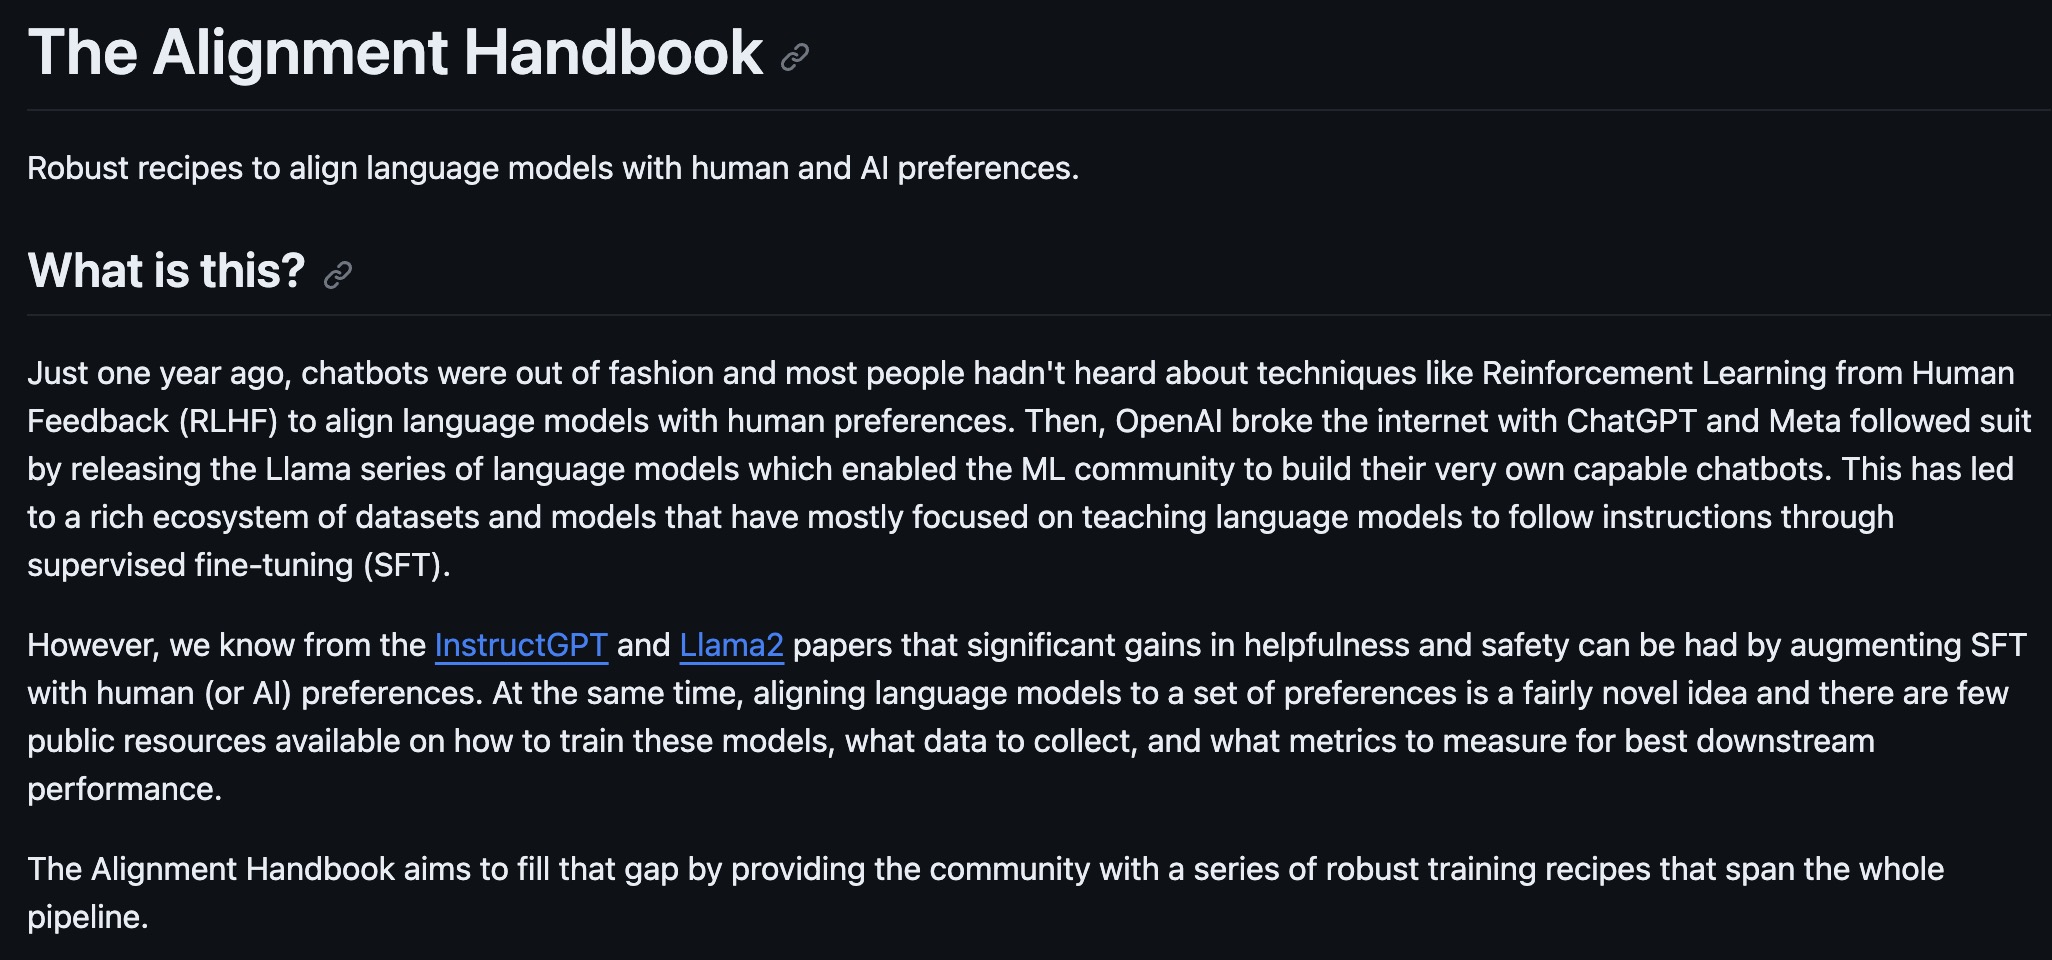 The Alignment Handbook
Robust recipes to align language models with human and AI preferences.
What is this?
Just one year ago, chatbots were out of fashion and most people hadn't heard about techniques like Reinforcement Learning from Human
Feedback (RLHF) to align language models with human preferences. Then, OpenAI broke the internet with ChatGPT and Meta followed suit
by releasing the Llama series of language models which enabled the ML community to build their very own capable chatbots. This has led
to a rich ecosystem of datasets and models that have mostly focused on teaching language models to follow instructions through
supervised fine-tuning (SFT).
However, we know from the InstructGPT and Llama2 papers that significant gains in helpfulness and safety can be had by augmenting SFT
with human (or AI) preferences. At the same time, aligning language models to a set of preferences is a fairly novel idea and there are few
public resources available on how to train these models, what data to collect, and what metrics to measure for best downstream
performance.
The Alignment Handbook aims to fill that gap by providing the community with a series of robust training recipes that span the whole
pipeline.